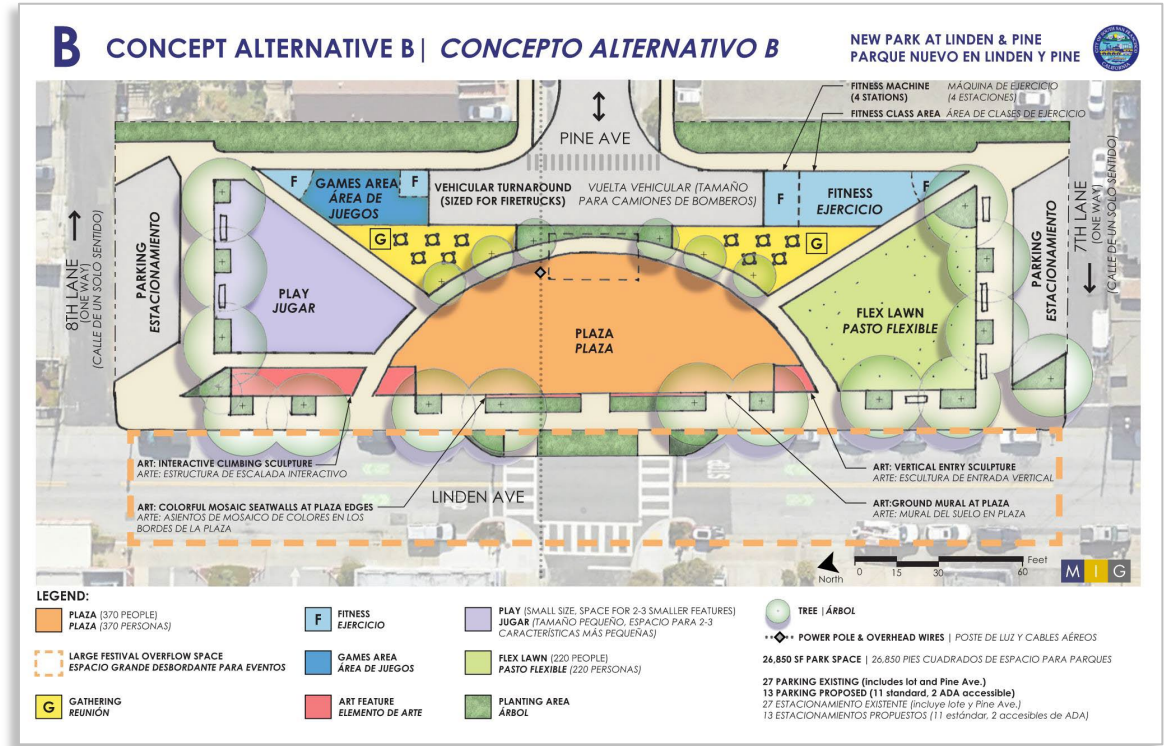 B CONCEPT ALTERNATIVE B | CONCEPTO ALTERNATIVO B
NEW PARK AT LINDEN & PINE
PARQUE NUEVO EN LINDEN Y PINE
FITNESS MACHINE
(4 STATIONS)
MÁQUINA DE EJERCICIO
(4 ESTACIONES)
FITNESS CLASS AREA ÁREA DE CLASES DE EJERCICIO
PINE AVE
F
GAMES AREA
ÁREA DE
JUEGOS
F
VEHICULAR TURNAROUND
(SIZED FOR FIRETRUCKS)
VUELTA VEHICULAR (TAMAÑO
PARA CAMIONES DE BOMBEROS)
F
FITNESS
EJERCICIO
F
8TH LANE
(ONE WAY)
(CALLE DE UN SOLO SENTIDO)
PARKING
ESTACIONAMIENTO
G
G
PARKING
ESTACIONAMIENTO
7TH LANE
(ONE WAY)
(CALLE DE UN SOLO SENTIDO)
PLAY
JUGAR
PLAZA
PLAZA
FLEX LAWN
PASTO FLEXIBLE
ART: INTERACTIVE CLIMBING SCULPTURE
ARTE: ESTRUCTURA DE ESCALADA INTERACTIVO
ART: VERTICAL ENTRY SCULPTURE
ARTE: ESCULTURA DE ENTRADA VERTICAL
LINDEN AVE
ART: COLORFUL MOSAIC SEATWALLS AT PLAZA EDGES
ARTE: ASIENTOS DE MOSAICO DE COLORES EN LOS
BORDES DE LA PLAZA
ART:GROUND MURAL AT PLAZA
ARTE: MURAL DEL SUELO EN PLAZA
North
0 15 30 60 Feet
M I G
LEGEND:
PLAZA (370 PEOPLE)
PLAZA (370 PERSONAS)
LARGE FESTIVAL OVERFLOW SPACE
ESPACIO GRANDE DESBORDANTE PARA EVENTOS
G GATHERING
REUNIÓN
F FITNESS
EJERCICIO
GAMES AREA
ÁREA DE JUEGOS
ART FEATURE
ELEMENTO DE ARTE
PLAY (SMALL SIZE, SPACE FOR 2-3 SMALLER FEATURES)
JUGAR (TAMAÑO PEQUEÑO, ESPACIO PARA 2-3
CARACTERÍSTICAS MÁS PEQUEÑAS)
FLEX LAWN (220 PEOPLE)
PASTO FLEXIBLE (220 PERSONAS)
PLANTING AREA
ÁRBOL
TREE | ÁRBOL
POWER POLE & OVERHEAD WIRES | POSTE DE LUZ Y CABLES AÉREOS
26,850 SF PARK SPACE | 26,850 PIES CUADRADOS DE ESPACIO PARA PARQUES
27 PARKING EXISTING (includes lot and Pine Ave.)
13 PARKING PROPOSED (11 standard, 2 ADA accessible)
27 ESTACIONAMIENTO EXISTENTE (incluye lote y Pine Ave.)
13 ESTACIONAMIENTOS PROPUESTOS (11 estándar, 2 accesibles de ADA)